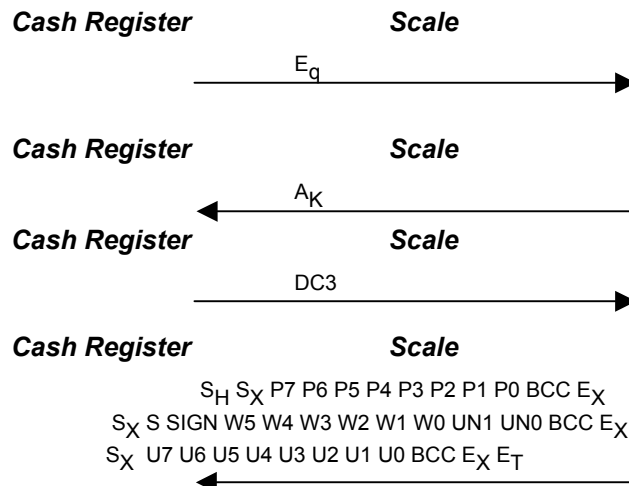 Cash Register Scale
Eq
Cash Register Scale
AK
Cash Register Scale
DC3
Cash Register Scale
SH SX P7 P6 P5 P4 P3 P2 P1 P0 BCC EX
SX S SIGN W5 W4 W3 W2 W1 W0 UN1 UN0 BCC EX
SX U7 U6 U5 U4 U3 U2 U1 U0 BCC EX ET